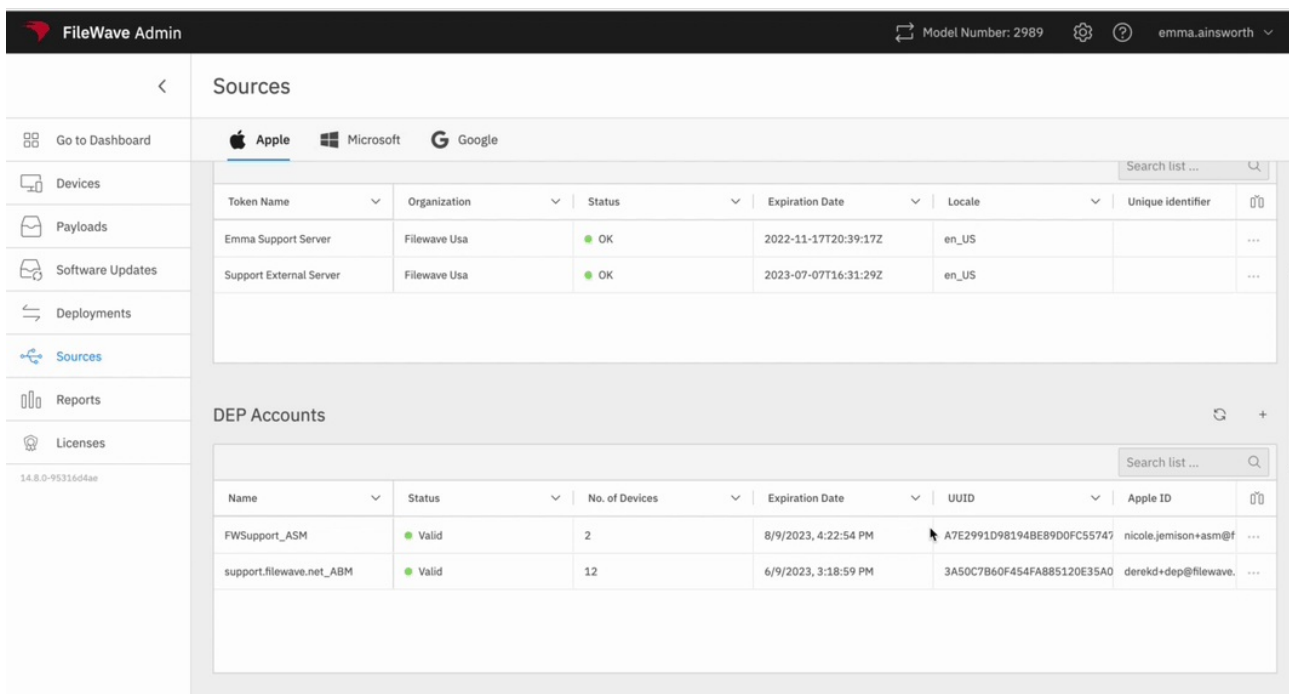 FileWave Admin
Model Number: 2989
emma.ainsworth
Sources
Go to Dashboard
Devices
Payloads
Software Updates
Deployments
Sources
Reports
Licenses
14.8.0-95316d4ae
Apple
Microsoft
Google
Search list ...
Token Name Organization Status Expiration Date Locale Unique identifier
Emma Support Server Filewave Usa OK 2022-11-17T20:39:17Z en_US ...
Support External Server Filewave Usa OK 2023-07-07T16:31:29Z en_US ...
DEP Accounts
Search list ...
Name Status No. of Devices Expiration Date UUID Apple ID
FWSupport_ASM Valid 2 8/9/2023, 4:22:54 PM A7E2991D98194BE89D0FC55747 nicole.jemison+asm@f ...
support.filewave.net_ABM Valid 12 6/9/2023, 3:18:59 PM 3A50C7B60F454FA885120E35A0 derekd+dep@filewave. ...